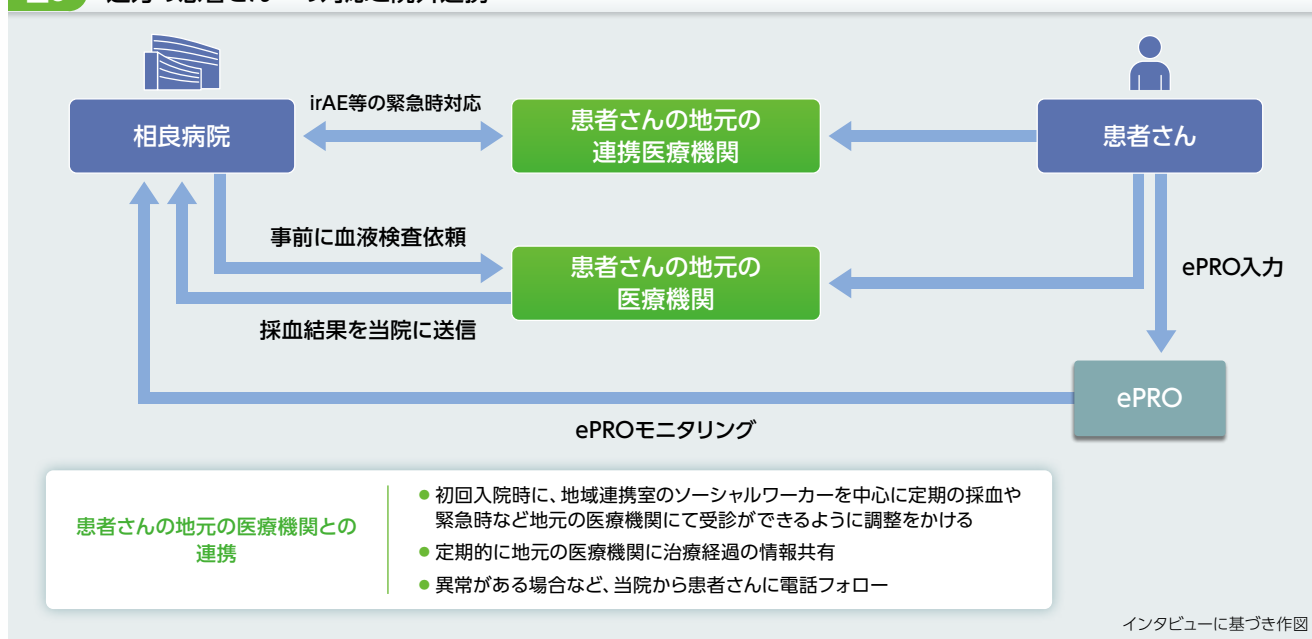 irAE等の緊急時対応
相良病院
患者さんの地元の
連携医療機関
患者さん
事前に血液検査依頼
患者さんの地元の
医療機関
ePRO入力
採血結果を当院に送信
ePRO
ePROモニタリング
患者さんの地元の医療機関との
連携
● 初回入院時に、地域連携室のソーシャルワーカーを中心に定期の採血や
緊急時など地元の医療機関にて受診ができるように調整をかける
● 定期的に地元の医療機関に治療経過の情報共有
● 異常がある場合など、当院から患者さんに電話フォロー
インタビューに基づき作図